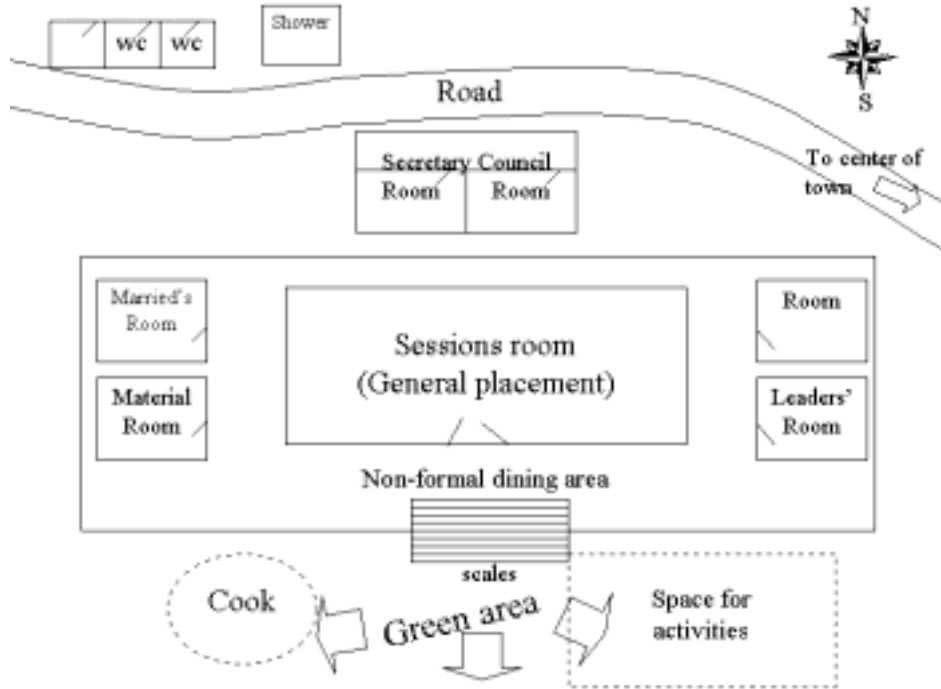 wc
wc
Shower
N
S
Road
To center of
town
Secretary Council
Room
Room
Married's
Room
Sessions room
(General placement)
Room
Material
Room
Leaders'
Room
Non-formal dining area
scales
Cook
Green area
Space for
activities